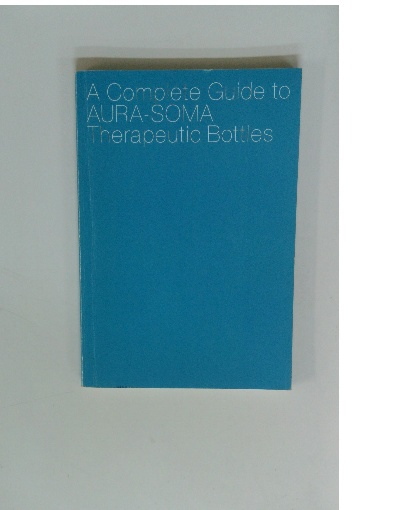 A Complete Guide to
AURA-SOMA
Therapeutic Bottles